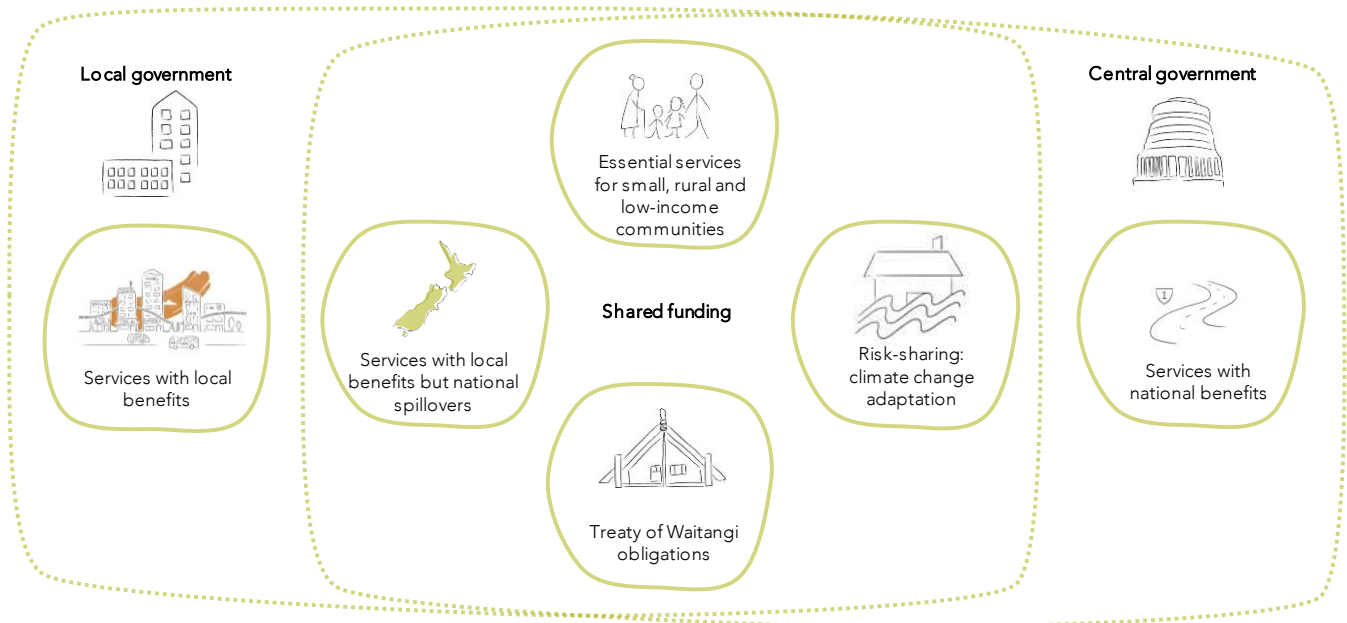 Local government
Central government
Essential services
for small, rural and
low-income
communities
Services with local
benefits
Services with local
benefits but national
spillovers
Shared funding
Risk-sharing:
climate change
adaptation
1
Services with
national benefits
Treaty of Waitangi
obligations